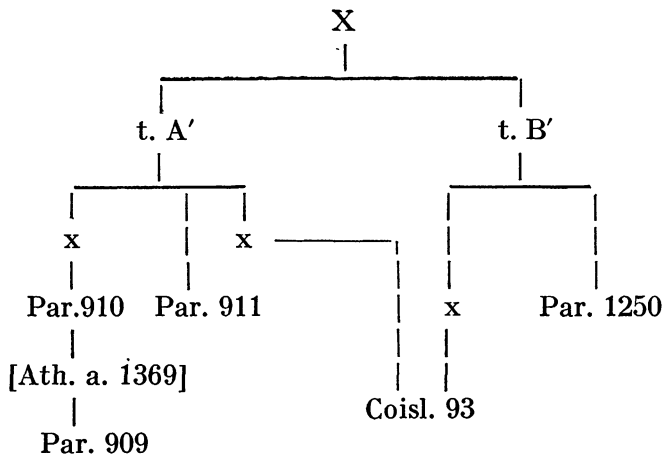 X
t. A′ t. B′
x x
Par.910 Par. 911 x Par. 1250
[Ath. a. 1369]
Coisl. 93
Par. 909